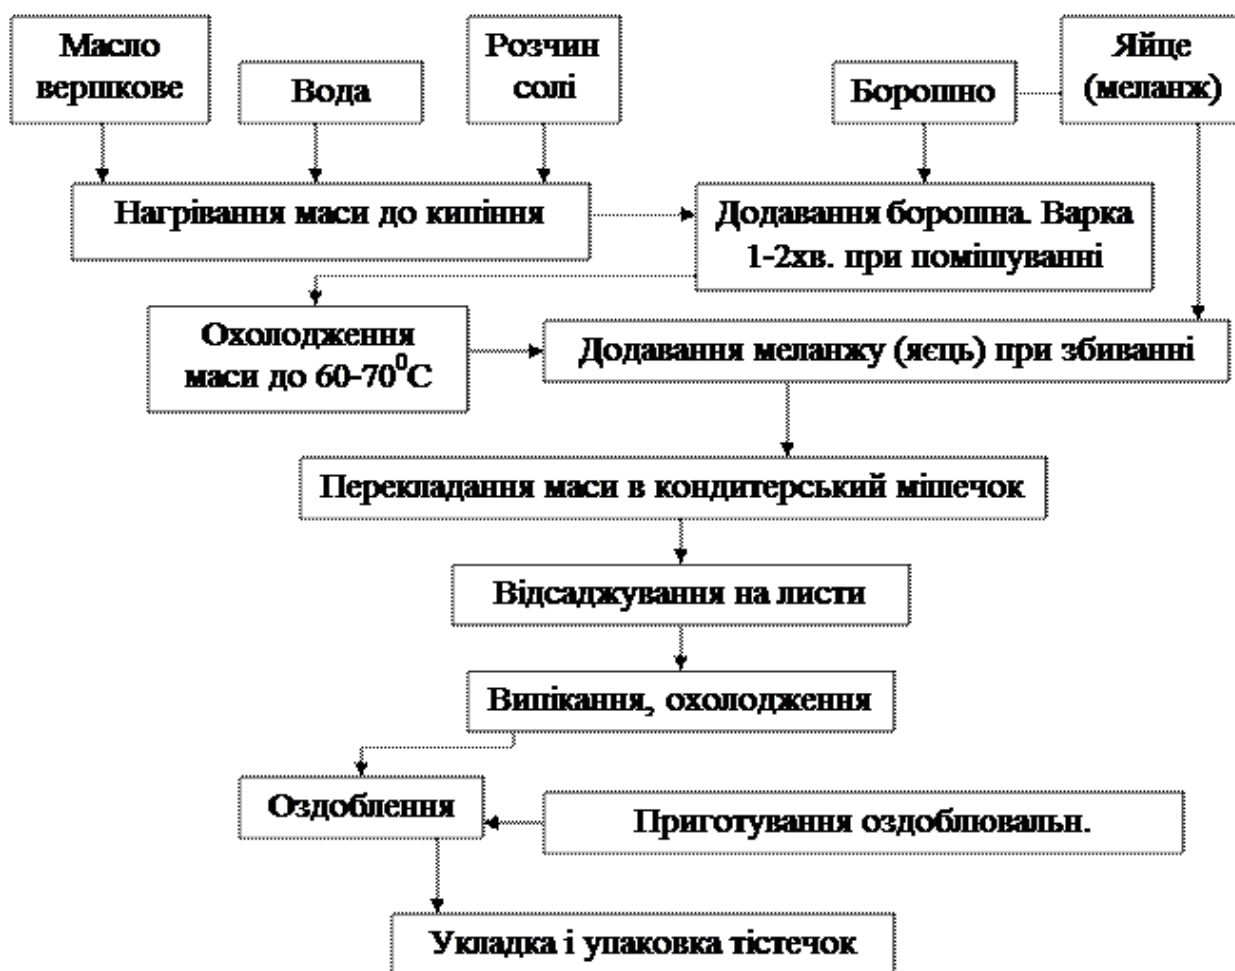 Масло
вершкове
Вода
Розчин
солі
Борошно
Яйце
(меланж)
Нагрівання маси до кипіння
Додавання борошна. Варка
1-2хв. при помішуванні
Охолодження
маси до 60-70⁰С
Додавання меланжу (яєць) при збиванні
Перекладання маси в кондитерський мішечок
Відсаджування на листи
Випікання, охолодження
Оздоблення
Приготування оздоблювальн.
Укладка і упаковка тістечок